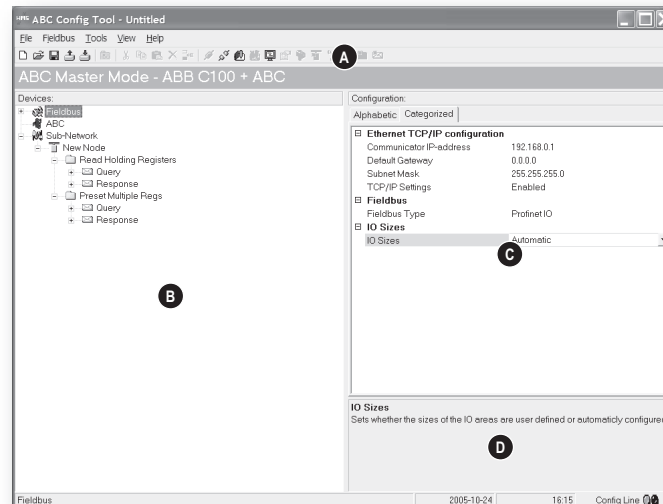 HMS ABC Config Tool - Untitled
File Fieldbus Tools View Help
A
ABC Master Mode - ABB C100 + ABC
Devices:
Fieldbus
ABC
Sub-Network
New Node
Read Holding Registers
Query
Response
Preset Multiple Regs
Query
Response
B
Configuration:
Alphabetic Categorized
Ethernet TCP/IP configuration
Communicator IP-address 192.168.0.1
Default Gateway 0.0.0.0
Subnet Mask 255.255.255.0
TCP/IP Settings Enabled
Fieldbus
Fieldbus Type Profinet IO
IO Sizes
IO Sizes Automatic
C
IO Sizes
Sets whether the sizes of the IO areas are user defined or automaticly configured
D
Fieldbus 2005-10-24 16:15 Config Line